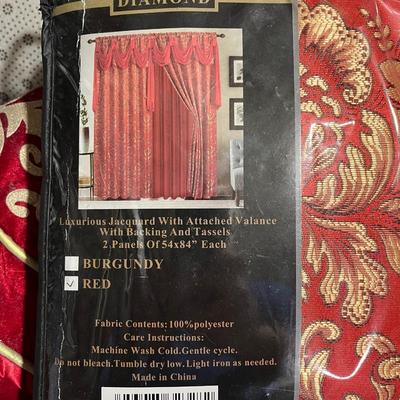 DIAMOND
Luxurious Jacquard With Attached Valance
With Backing And Tassels
2 Panels Of 54x84" Each
BURGUNDY
RED
Fabric Contents: 100%polyester
Care Instructions:
Machine Wash Cold.Gentle cycle.
Do not bleach.Tumble dry low.Light iron as needed.
Made in China